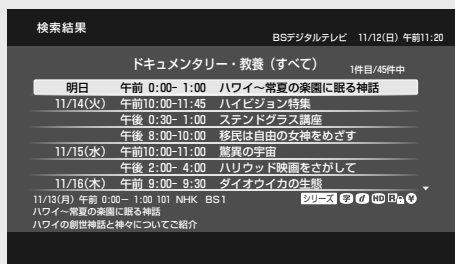 検索結果
BSデジタルテレビ 11/12(日) 午前11:20
ドキュメンタリー・教養（すべて） 1件目/45件中
明日 午前 0:00- 1:00 ハワイ～常夏の楽園に眠る神話
11/14(火) 午前10:00-11:45 ハイビジョン特集
午後 0:30- 1:00 ステンドグラス講座
午後 8:00-10:00 移民は自由の女神をめざす
11/15(水) 午前10:00-11:00 驚異の宇宙
午後 2:00- 4:00 ハリウッド映画をさがして
11/16(木) 午前 9:00- 9:30 ダイオウイカの生態
11/13(月) 午前 0:00- 1:00 101 NHK BS1 シリーズ 字 d HD R ¥
ハワイ～常夏の楽園に眠る神話
ハワイの創世神話と神々についてご紹介